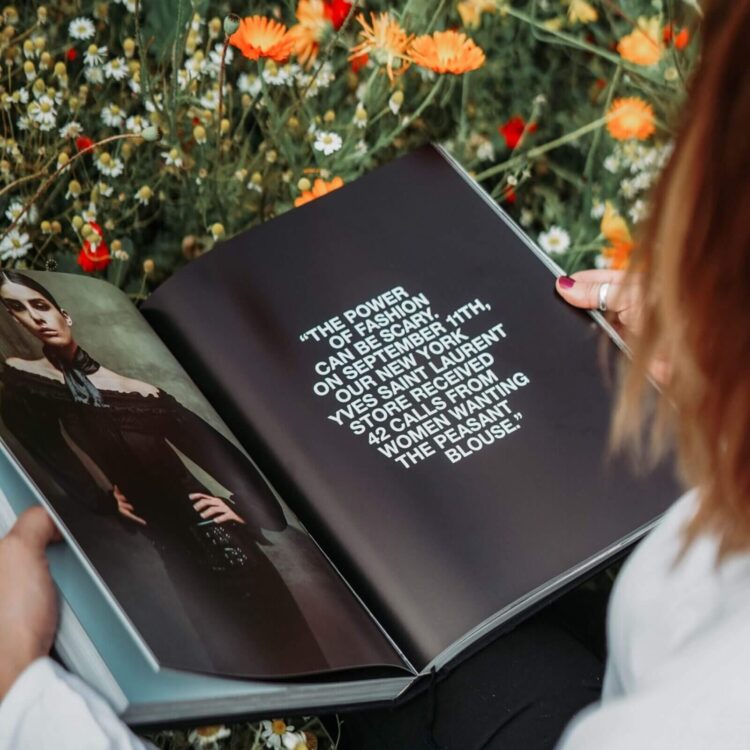 “THE POWER
OF FASHION
CAN BE SCARY.
ON SEPTEMBER 11TH,
OUR NEW YORK
YVES SAINT LAURENT
STORE RECEIVED
42 CALLS FROM
WOMEN WANTING
THE PEASANT
BLOUSE.”